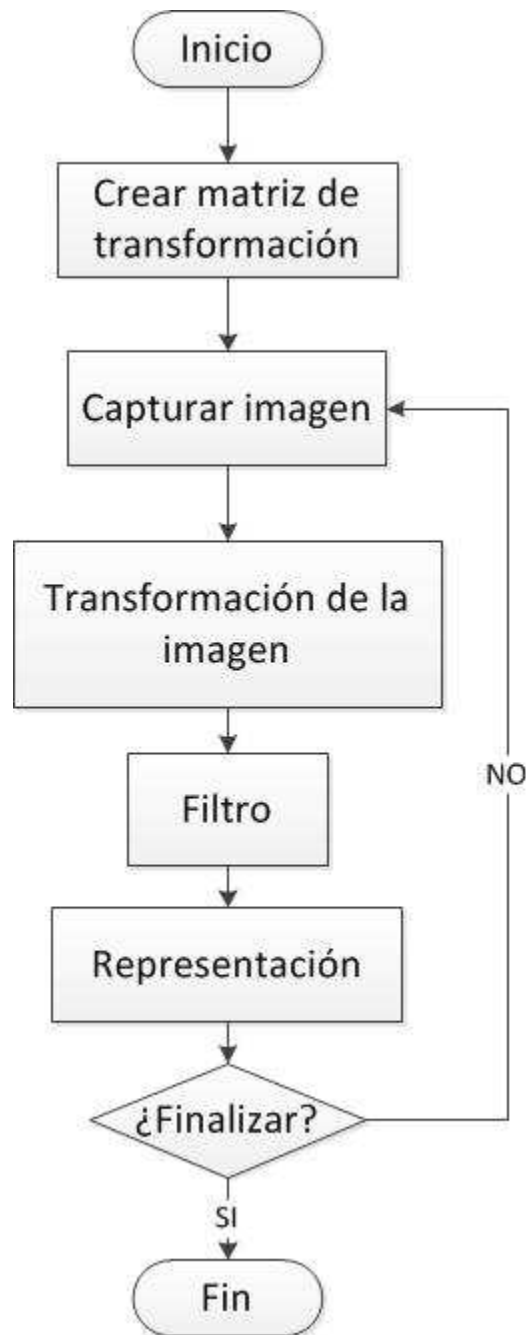 Inicio
Crear matriz de
transformación
Capturar imagen
Transformación de la
imagen
Filtro
NO
Representación
¿Finalizar?
SI
Fin